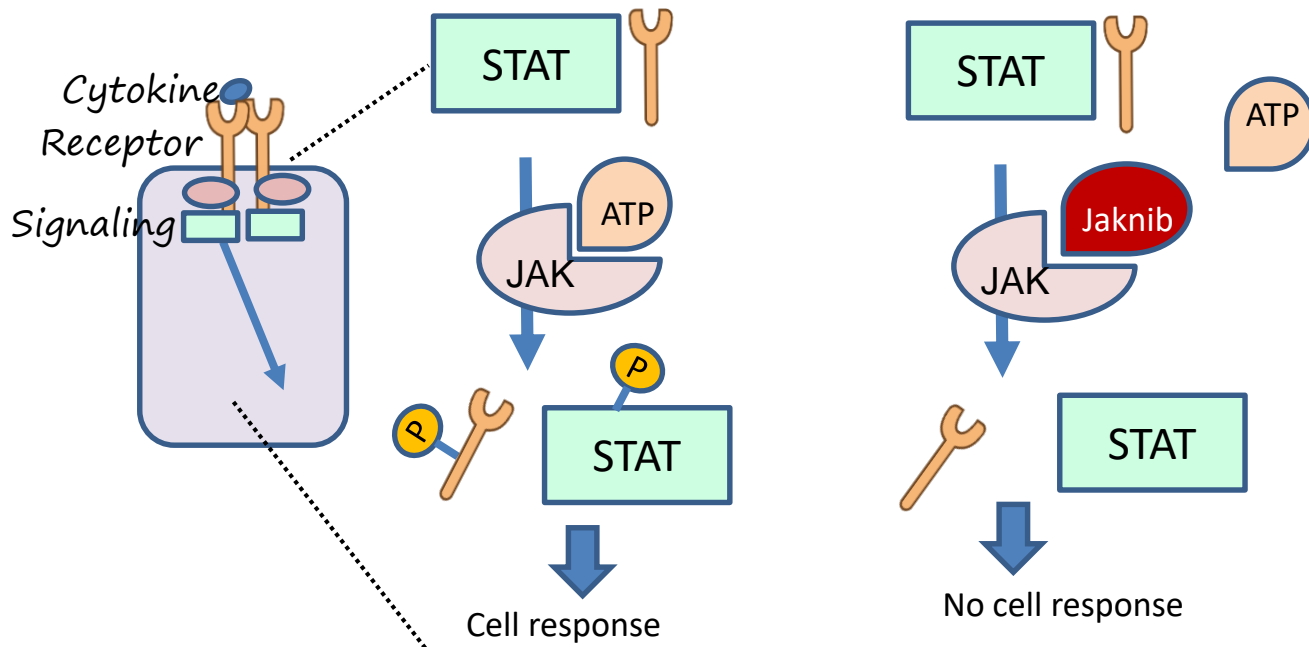 Cytokine
Receptor
Signaling
STAT
ATP
JAK
P
P
STAT
Cell response
STAT
ATP
Jaknib
JAK
STAT
No cell response